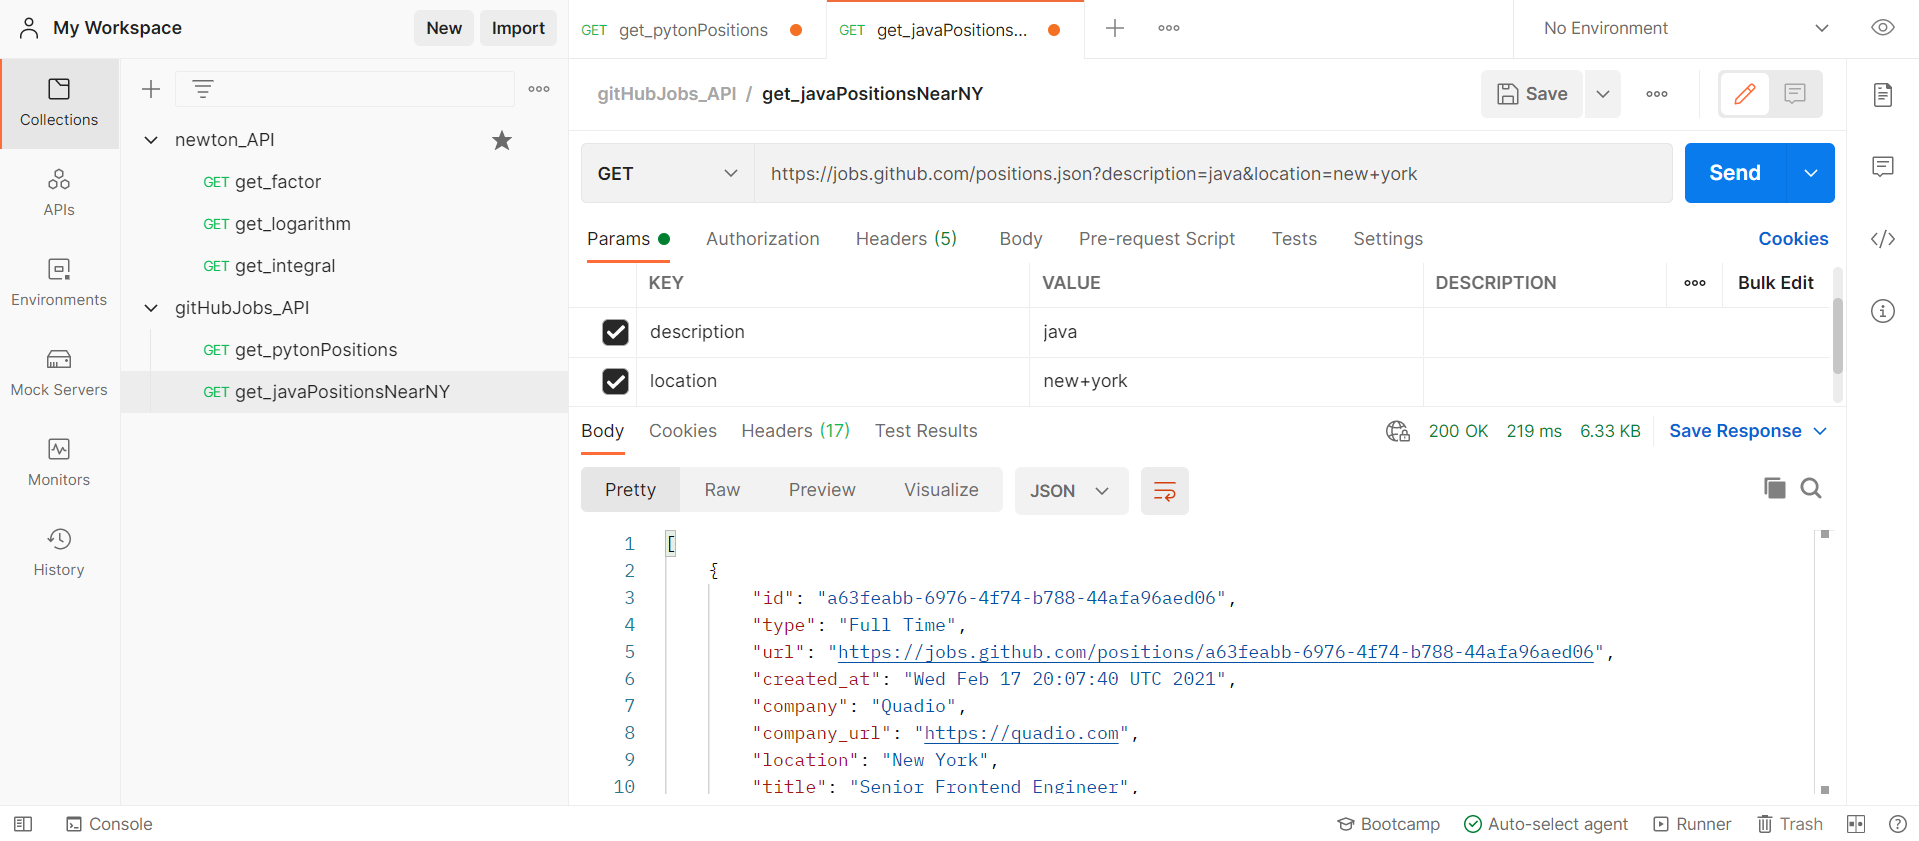 My Workspace
New
Import
GET get_pytonPositions
GET get_javaPositions...
No Environment
Collections
APIs
Environments
Mock Servers
Monitors
History
newton_API
GET get_factor
GET get_logarithm
GET get_integral
gitHubJobs_API
GET get_pytonPositions
GET get_javaPositionsNearNY
gitHubJobs_API / get_javaPositionsNearNY
Save
GET
https://jobs.github.com/positions.json?description=java&location=new+york
Send
Params Authorization Headers (5) Body Pre-request Script Tests Settings Cookies
KEY VALUE DESCRIPTION Bulk Edit
description java
location new+york
Body Cookies Headers (17) Test Results 200 OK 219 ms 6.33 KB Save Response
Pretty Raw Preview Visualize JSON
1 [
2 {
3 "id": "a63feabb-6976-4f74-b788-44afa96aed06",
4 "type": "Full Time",
5 "url": "https://jobs.github.com/positions/a63feabb-6976-4f74-b788-44afa96aed06",
6 "created_at": "Wed Feb 17 20:07:40 UTC 2021",
7 "company": "Quadio",
8 "company_url": "https://quadio.com",
9 "location": "New York",
10 "title": "Senior Frontend Engineer",
Console
Bootcamp Auto-select agent Runner Trash